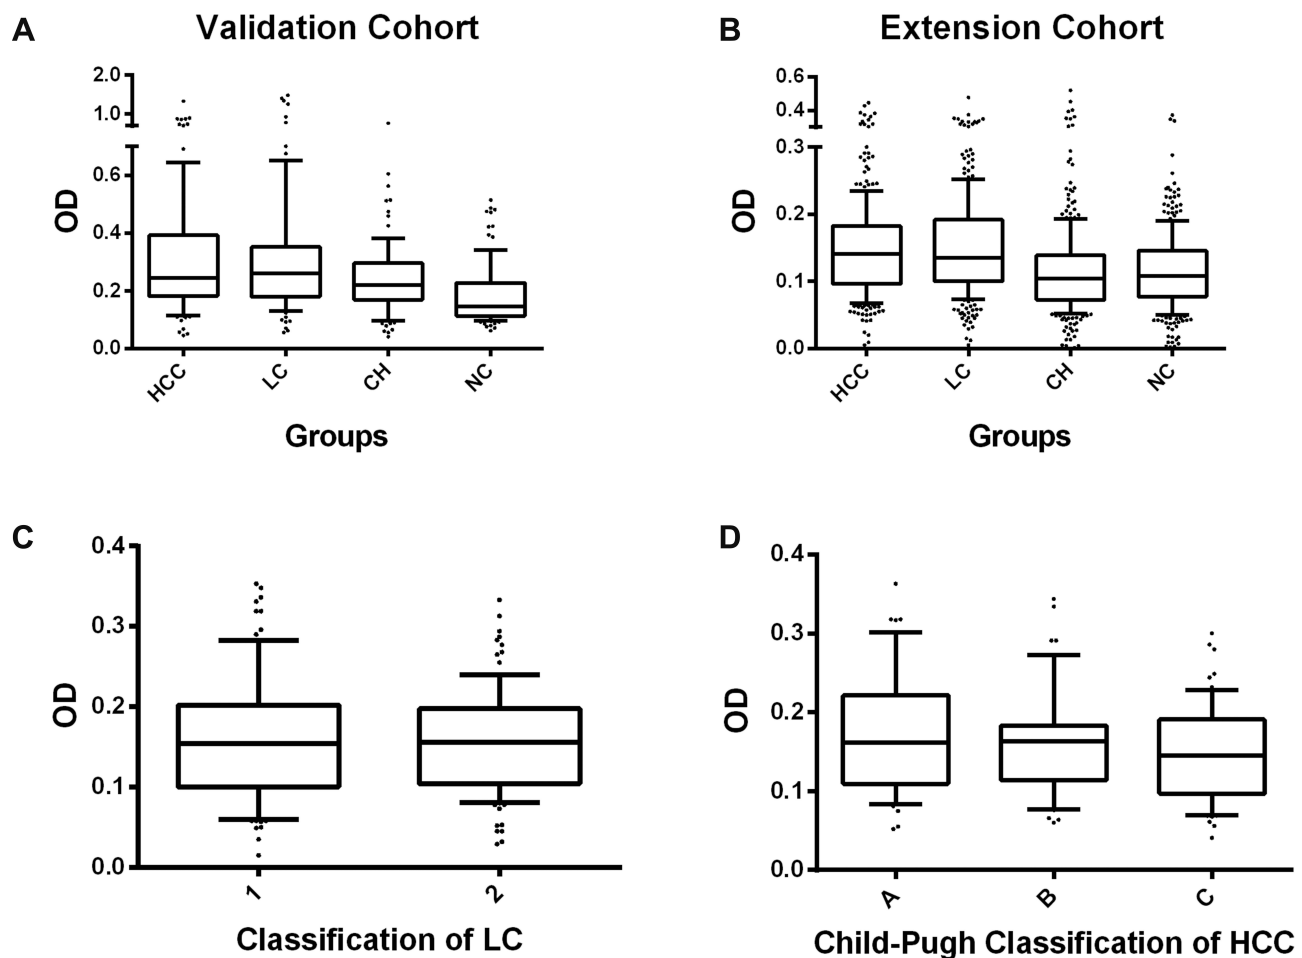 A
Validation Cohort
2.0
1.0
0.6
0.4
0.2
0.0
OD
HCC
LC
CH
NC
Groups
B
Extension Cohort
0.6
0.4
0.3
0.2
0.1
0.0
OD
HCC
LC
CH
NC
Groups
C
0.4
0.3
0.2
0.1
0.0
OD
1
2
Classification of LC
D
0.4
0.3
0.2
0.1
0.0
OD
A
B
C
Child-Pugh Classification of HCC